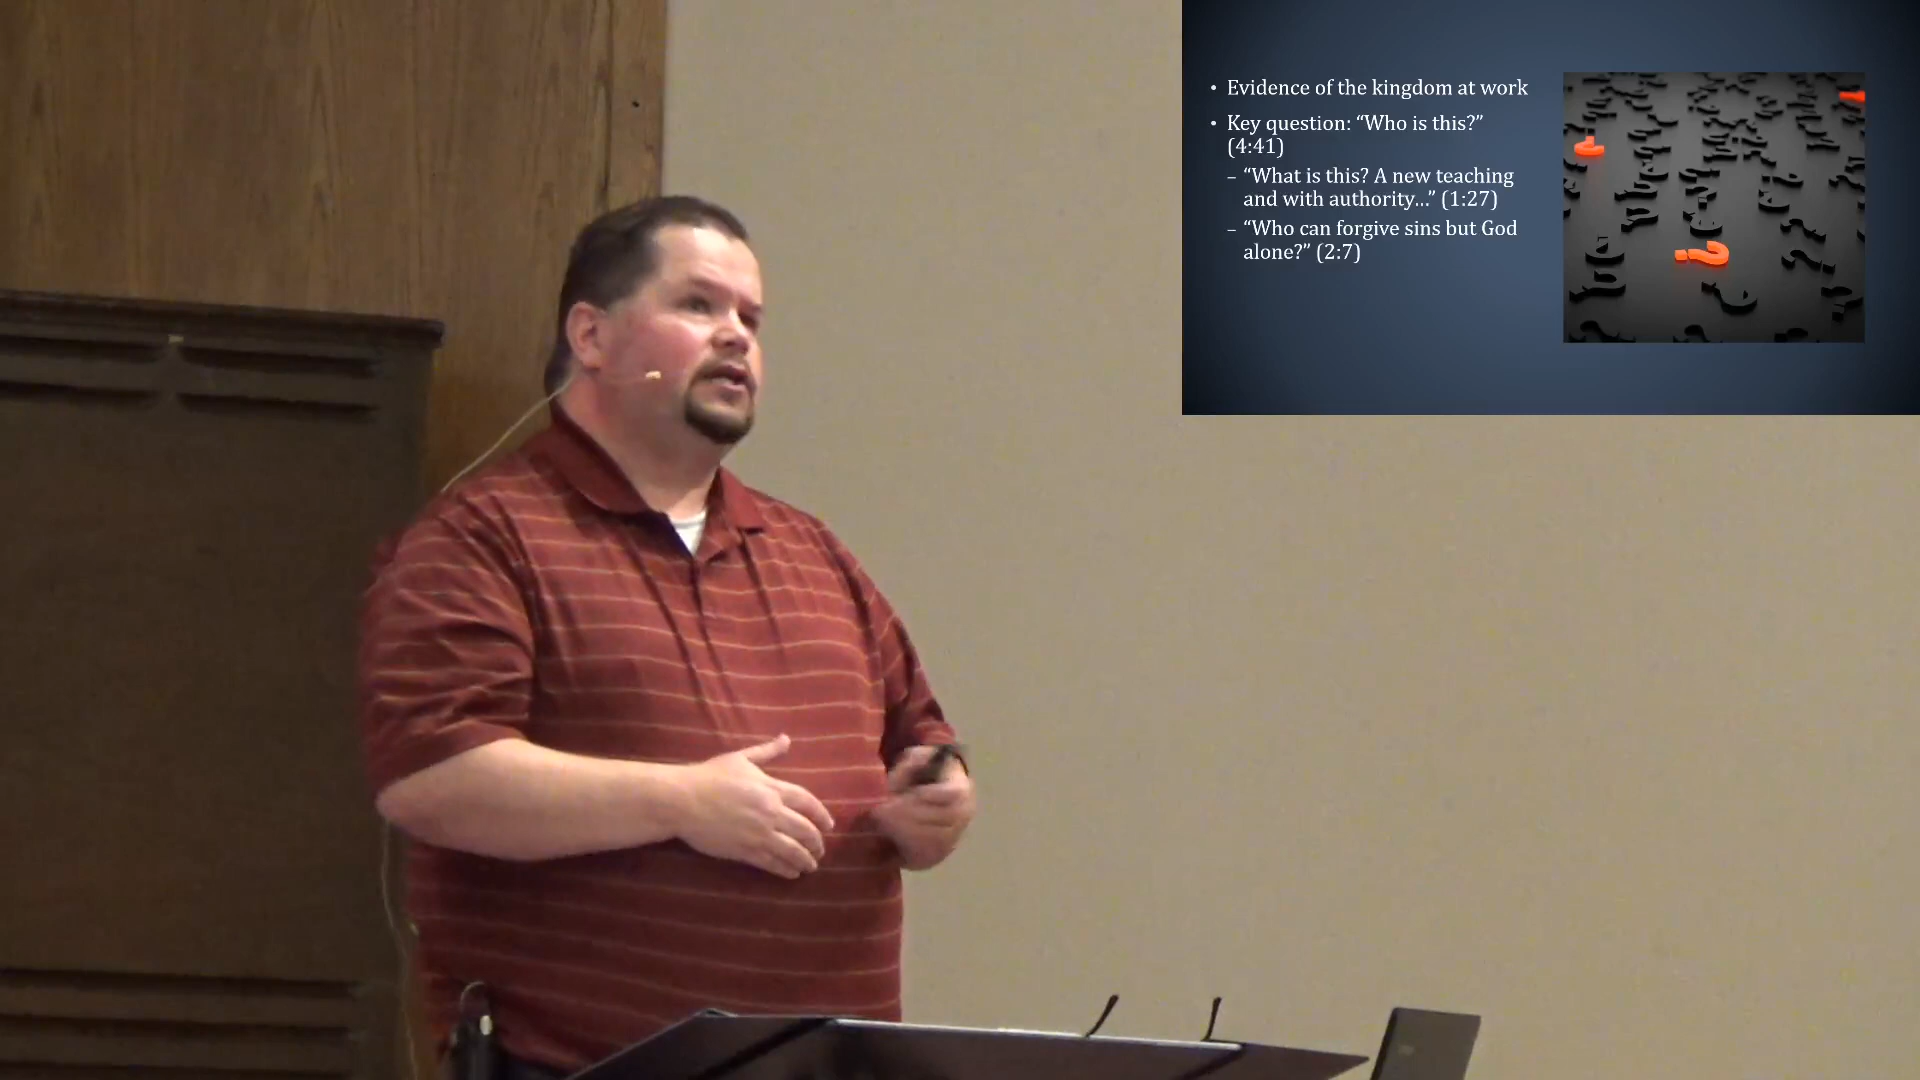 • Evidence of the kingdom at work
• Key question: “Who is this?”
(4:41)
– “What is this? A new teaching
and with authority...” (1:27)
– “Who can forgive sins but God
alone?” (2:7)